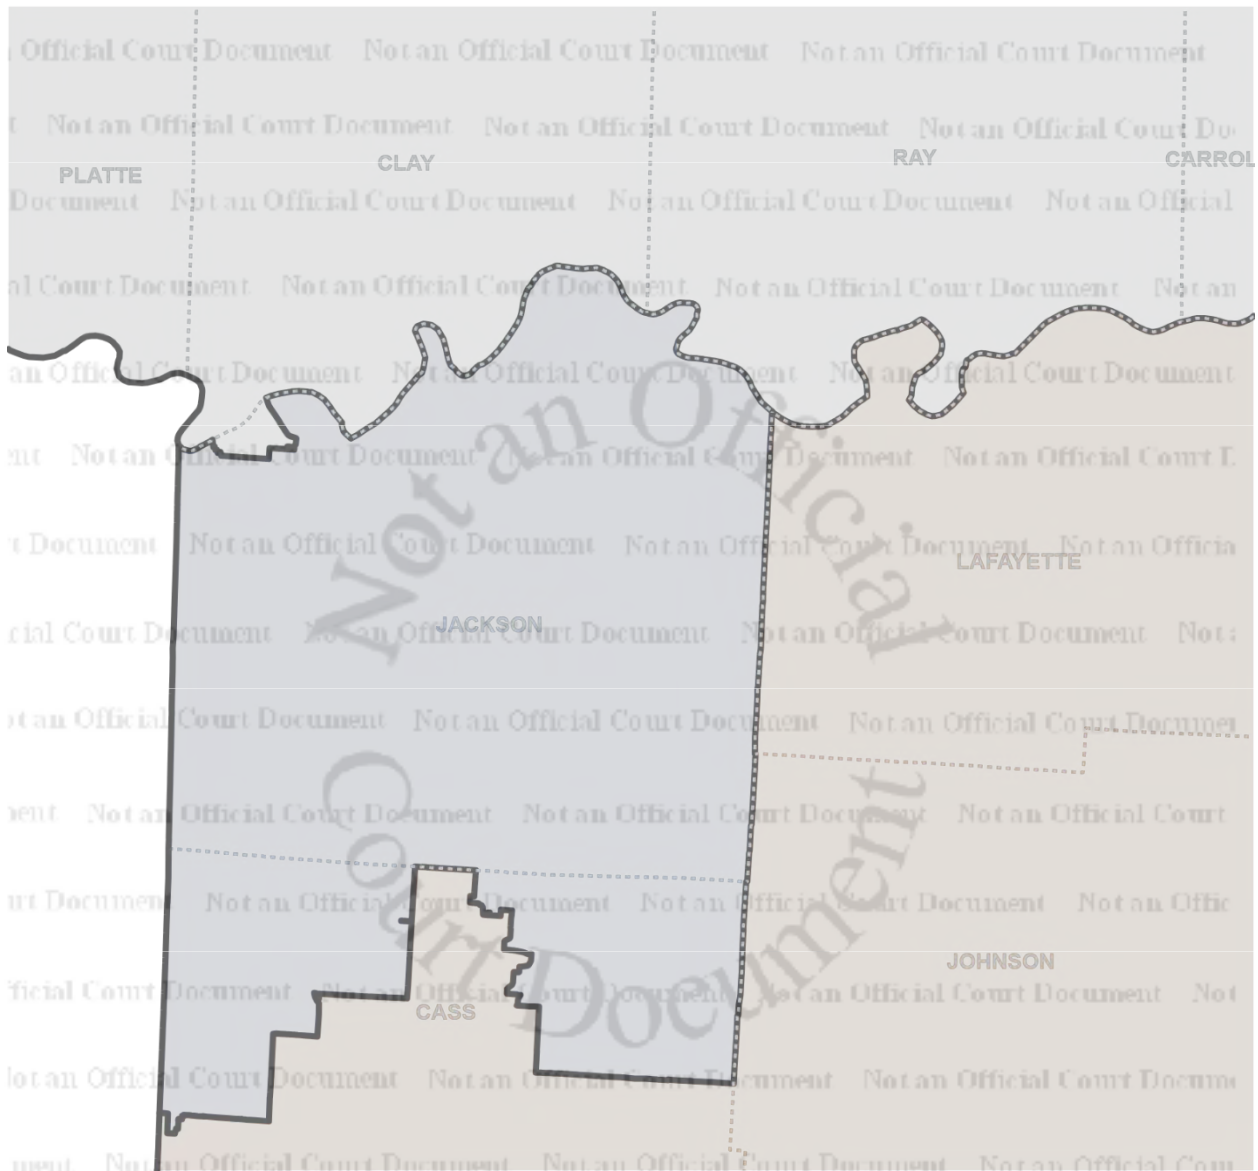 Official Court Document Not an Official Court Document Not an Official Court Document
Not an Official Court Document Not an Official Court Document Not an Official Court
PLATTE CLAY RAY
Document Not an Official Court Document Not an Official Court Document Not an Official
Court Document Not an Official Court Document Not an Official Court Document Not an
an Official Court Document Not an Official Court Document Not an Official Court Document
Not an Official Court Document Not an Official Court Document Not an Official Court
Not an Official
Document Not an Official Court Document Not an Official Court Document Not an
LAFAYETTE
JACKSON
Court Document Not an Official Court Document Not an Official Court Document
an Official Court Document Not an Official Court Document Not an Official Court
Court Document
Not an Official Court Document Not an Official Court Document Not an Official Court
Document Not an Official Court Document Not an Official Court Document Not an
JOHNSON
Court Document Not an Official Court Document Not an Official Court Document Not
CASS
an Official Court Document Not an Official Court Document Not an Official Court
Not an Official Court Document Not an Official Court Document Not an Official Court